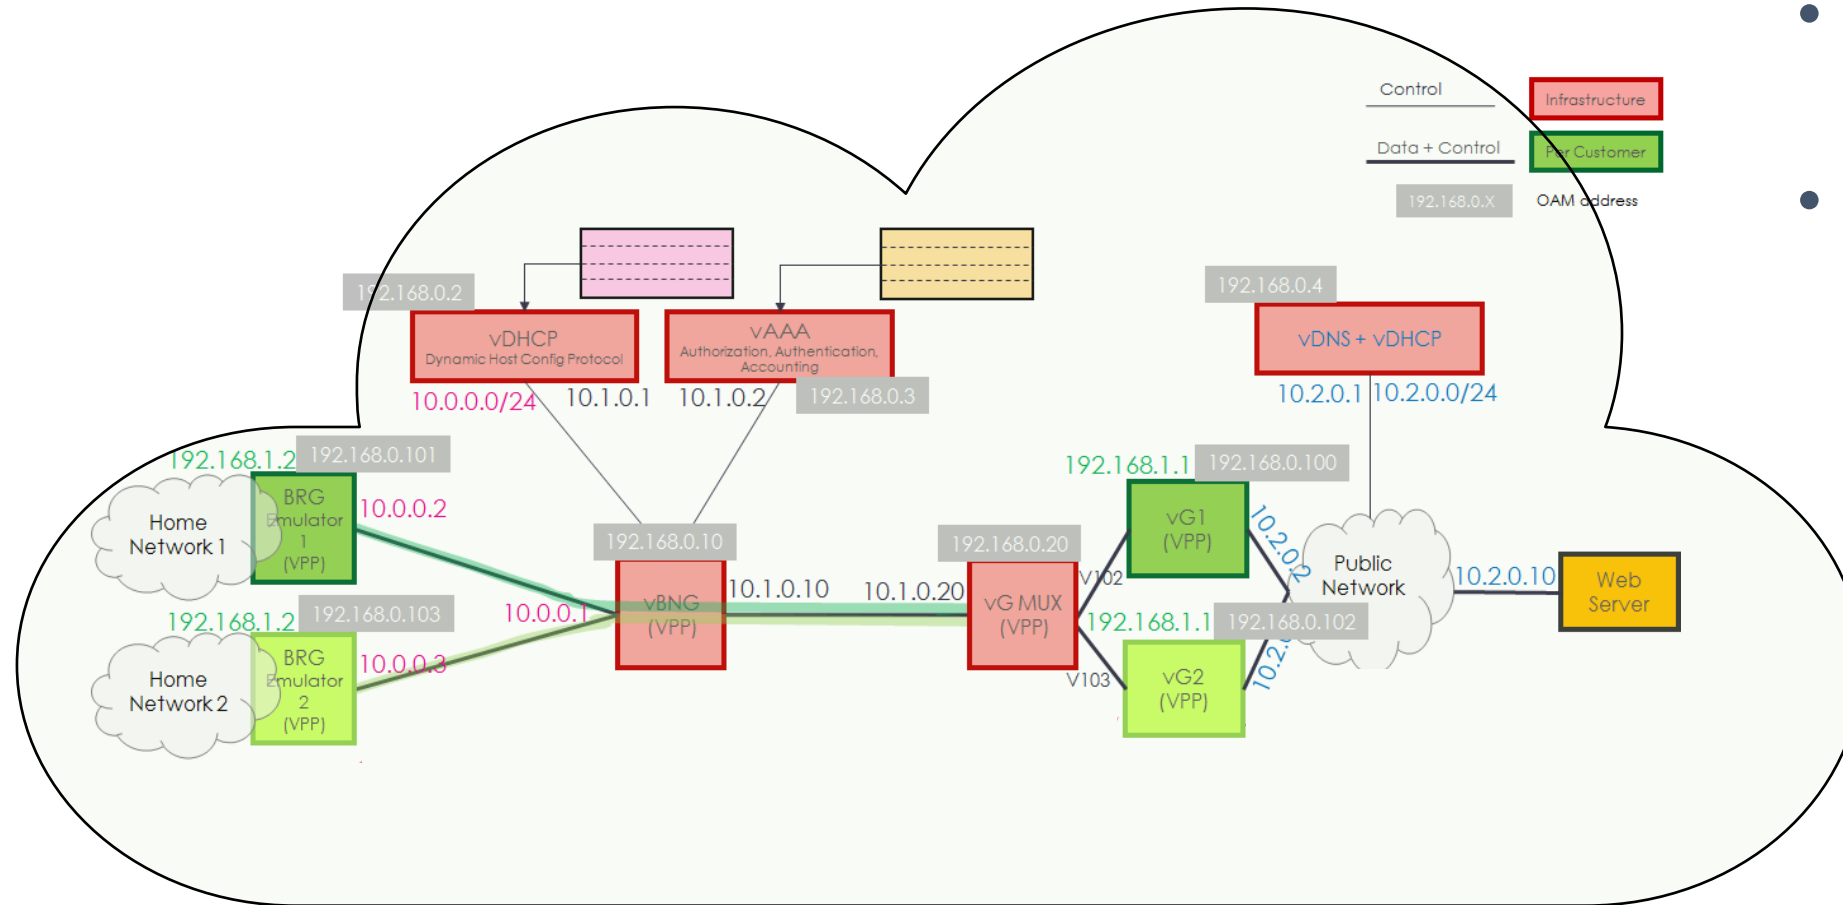 Control
Infrastructure
Data + Control
Per Customer
192.168.0.X
OAM address
192.168.0.2
192.168.0.4
vDHCP
Dynamic Host Config Protocol
vAAA
Authorization, Authentication,
Accounting
vDNS + vDHCP
10.0.0.0/24
10.1.0.1
10.1.0.2
192.168.0.3
10.2.0.1
10.2.0.0/24
192.168.1.2
192.168.0.101
192.168.1.1
192.168.0.100
Home
Network 1
BRG
Emulator
1
(VPP)
10.0.0.2
192.168.0.10
192.168.0.20
vG1
(VPP)
10.2.0.2
Public
Network
V102
vBNG
(VPP)
10.1.0.10
10.1.0.20
vG MUX
(VPP)
10.2.0.10
Web
Server
192.168.1.2
192.168.0.103
10.0.0.1
192.168.1.1
192.168.0.102
Home
Network 2
BRG
Emulator
2
(VPP)
10.0.0.3
V103
vG2
(VPP)